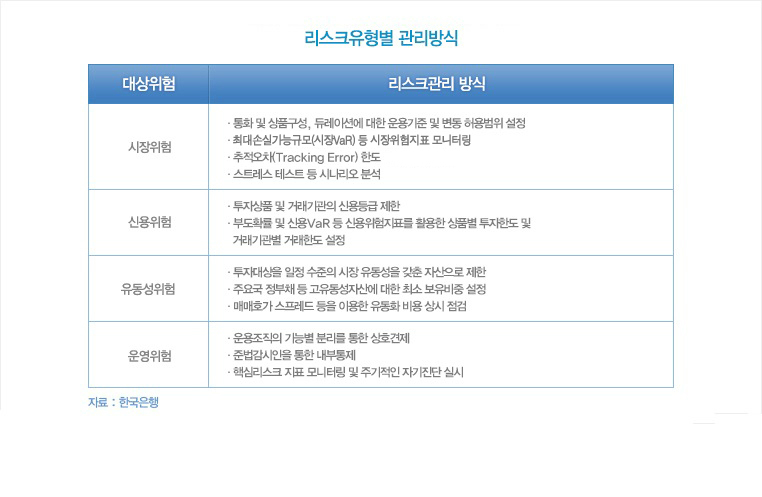 리스크유형별 관리방식
대상위험
리스크관리 방식
시장위험
· 통화 및 상품구성, 듀레이션에 대한 운용기준 및 변동 허용범위 설정
· 최대손실가능규모(시장VaR) 등 시장위험지표 모니터링
· 추적오차(Tracking Error) 한도
· 스트레스 테스트 등 시나리오 분석
신용위험
· 투자상품 및 거래기관의 신용등급 제한
· 부도확률 및 신용VaR 등 신용위험지표를 활용한 상품별 투자한도 및
거래기관별 거래한도 설정
유동성위험
· 투자대상을 일정 수준의 시장 유동성을 갖춘 자산으로 제한
· 주요국 정부채 등 고유동성자산에 대한 최소 보유비중 설정
· 매매호가 스프레드 등을 이용한 유동화 비용 상시 점검
운영위험
· 운용조직의 기능별 분리를 통한 상호견제
· 준법감시인을 통한 내부통제
· 핵심리스크 지표 모니터링 및 주기적인 자기진단 실시
자료 : 한국은행